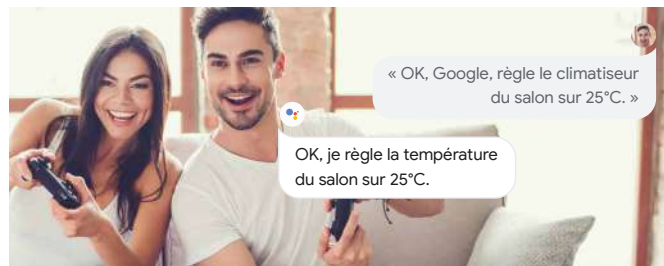 « OK, Google, règle le climatiseur
du salon sur 25°C. »
OK, je règle la température
du salon sur 25°C.